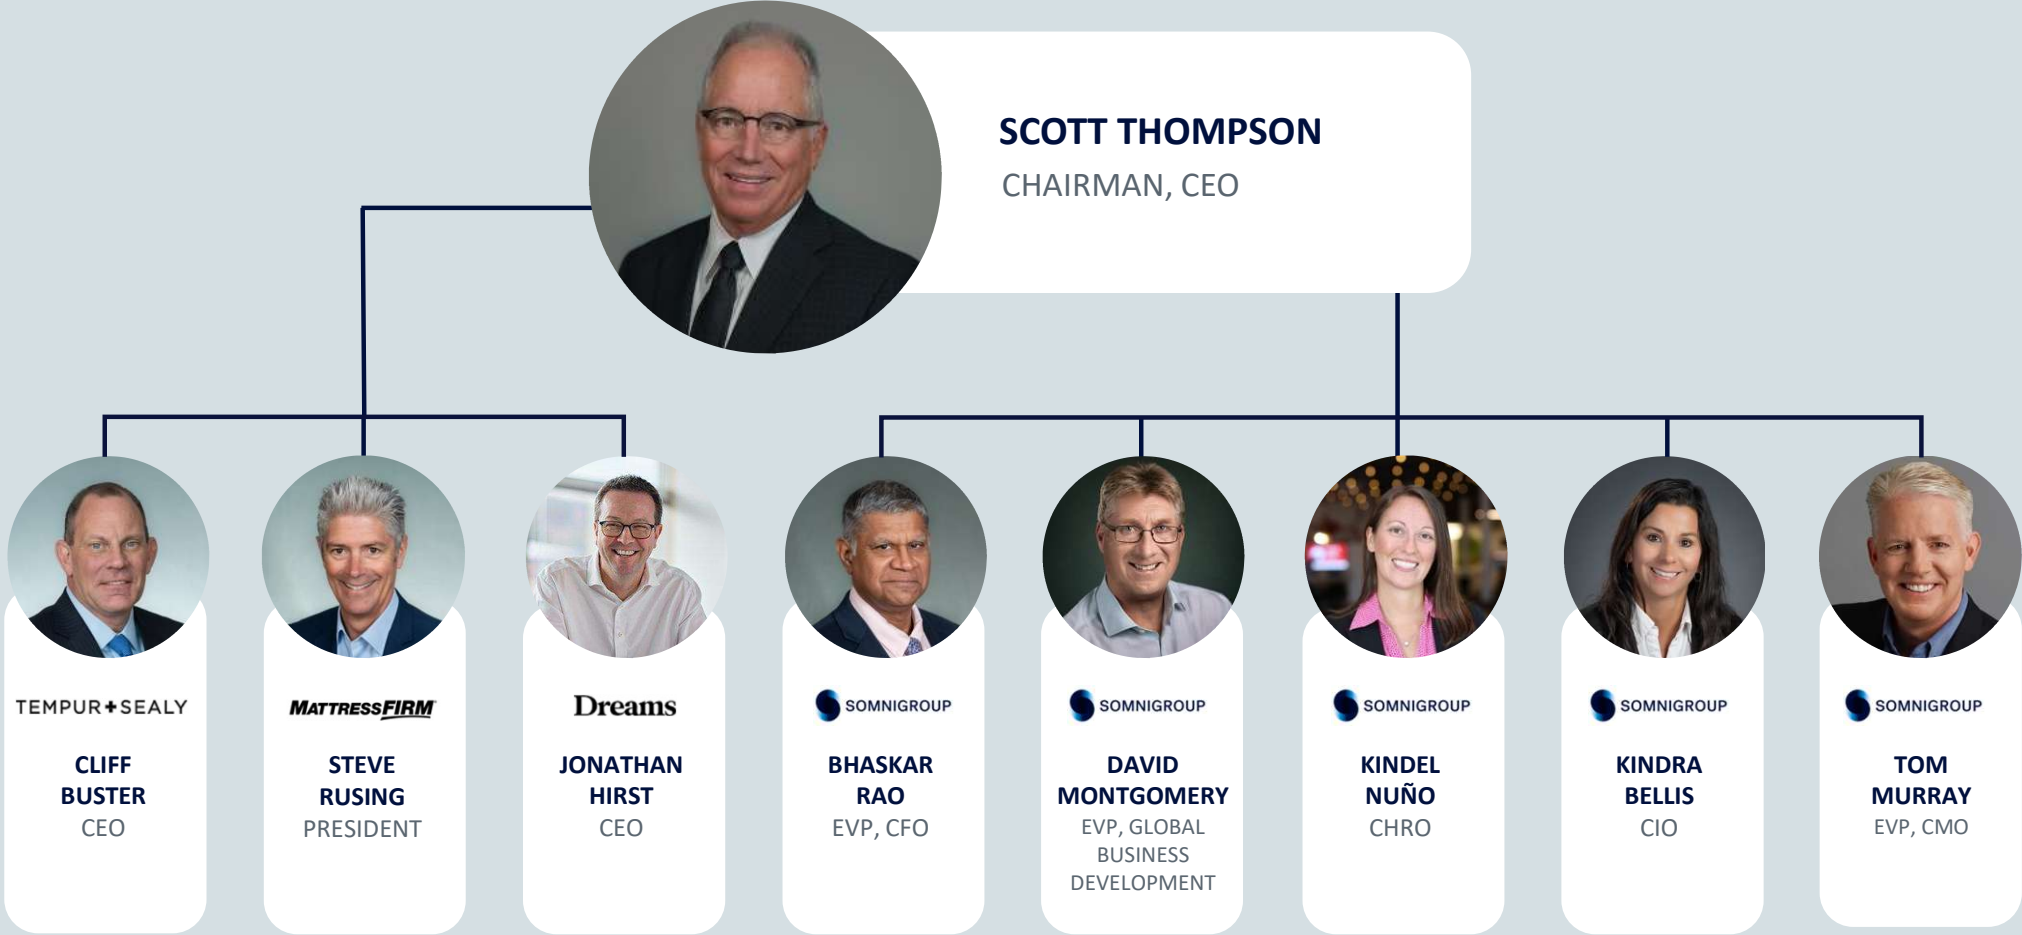 SCOTT THOMPSON
CHAIRMAN, CEO
TEMPUR+SEALY
CLIFF
BUSTER
CEO
MATTRESSFIRM
STEVE
RUSING
PRESIDENT
Dreams
JONATHAN
HIRST
CEO
SOMNIGROUP
BHASKAR
RAO
EVP, CFO
SOMNIGROUP
DAVID
MONTGOMERY
EVP, GLOBAL
BUSINESS
DEVELOPMENT
SOMNIGROUP
KINDEL
NUÑO
CHRO
SOMNIGROUP
KINDRA
BELLIS
CIO
SOMNIGROUP
TOM
MURRAY
EVP, CMO